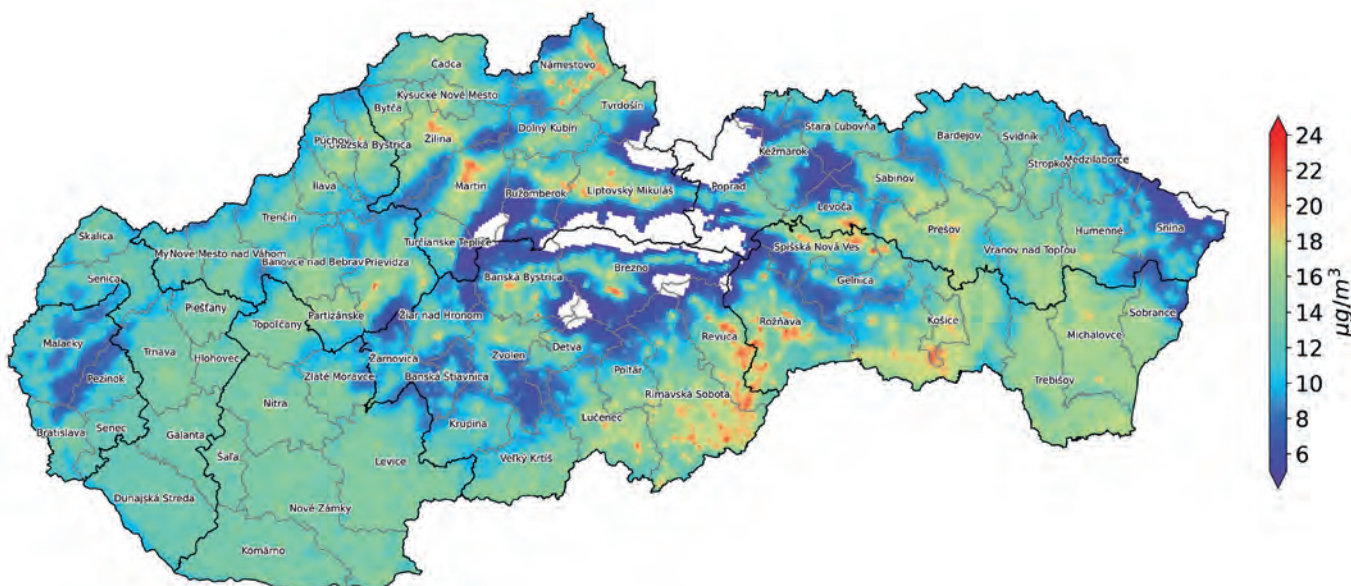 Čadca
Námestovo
Kysucké Nové Mesto
Tvrdošín
Bytča
Stará Ľubovňa
Svidník
Bardejov
Dolný Kubín
Žilina
Púchov
Považská Bystrica
Kežmarok
Medzilaborce
Stropkov
Sabinov
Ilava
Martin
Ružomberok
Liptovský Mikuláš
Poprad
Levoča
Trenčín
Prešov
Humenné
Snina
Skalica
Turčianske Teplice
Spišská Nová Ves
Vranov nad Topľou
Nové Mesto nad Váhom
Bánovce nad Bebravou
Prievidza
Banská Bystrica
Brezno
Gelnica
Senica
Piešťany
Partizánske
Žiar nad Hronom
Sobrance
Topoľčany
Rožňava
Košice
Malacky
Revúca
Michalovce
Trnava
Hlohovec
Žarnovica
Zvolen
Detva
Pezinok
Zlaté Moravce
Banská Štiavnica
Poltár
Trebišov
Nitra
Rimavská Sobota
Bratislava
Senec
Galanta
Krupina
Lučenec
Šaľa
Levice
Veľký Krtíš
Dunajská Streda
Nové Zámky
Komárno
24
22
20
18
16
14
12
10
8
6
µg/m³